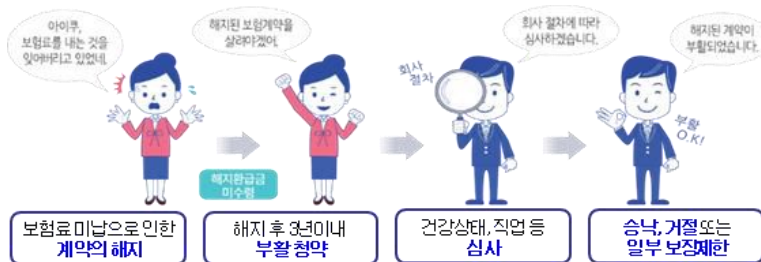 아이쿠,
보험료를 내는 것을
잊어버리고 있었네.
해지된 보험계약을
살려야겠어.
회사 절차에 따라
심사하겠습니다.
해지된 계약이
부활되었습니다.
회사
절차
부활
O.K!
해지환급금
미수령
보험료 미납으로 인한
계약의 해지
해지 후 3년이내
부활 청약
건강상태, 직업 등
심사
승낙, 거절 또는
일부 보장제한